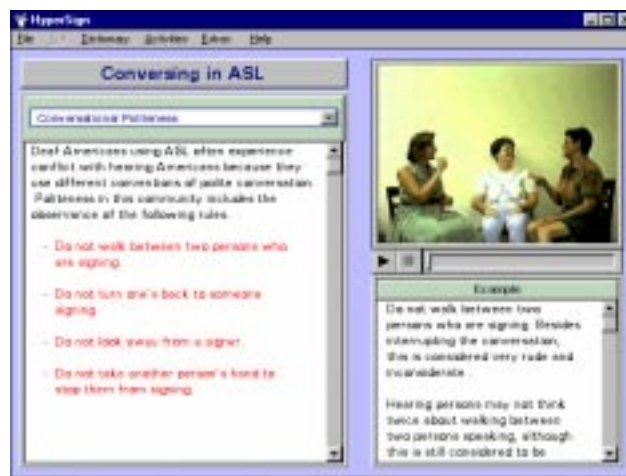 HyperSign
File Dictionary Activities Extras Help
Conversing in ASL
Conversational Politeness
Deaf Americans using ASL often experience
conflict with hearing Americans because they
use different conventions of polite conversation.
Politeness in this community includes the
observance of the following rules.
- Do not walk between two persons who
are signing.
- Do not turn one's back to someone
signing.
- Do not look away from a signer.
- Do not take another person's hand to
stop them from signing.
Example
Do not walk between two
persons who are signing. Besides
interrupting the conversation,
this is considered very rude and
inconsiderate.
Hearing persons may not think
twice about walking between
two persons speaking, although
this is still considered to be